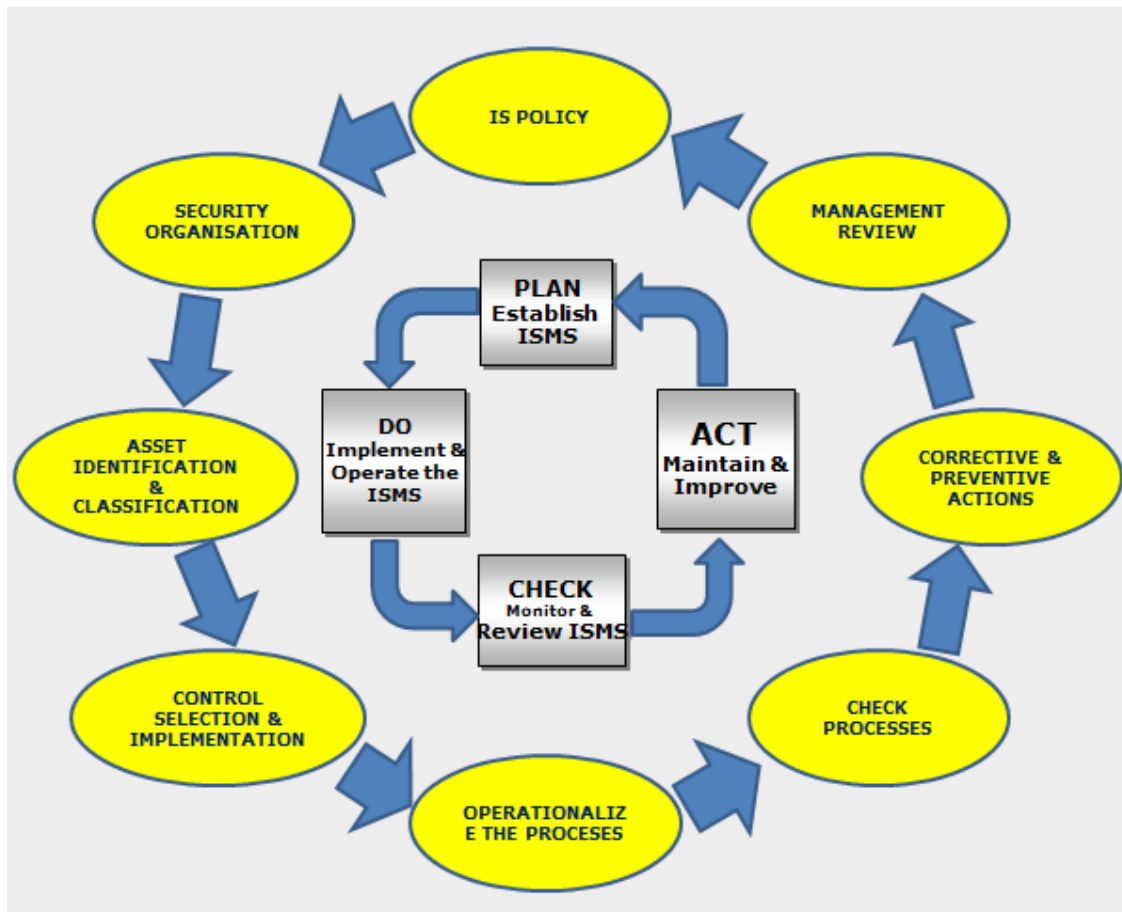 IS POLICY
SECURITY
ORGANISATION
MANAGEMENT
REVIEW
PLAN
Establish
ISMS
DO
Implement &
Operate the
ISMS
ACT
Maintain &
Improve
ASSET
IDENTIFICATION
&
CLASSIFICATION
CORRECTIVE &
PREVENTIVE
ACTIONS
CHECK
Monitor &
Review ISMS
CONTROL
SELECTION &
IMPLEMENTATION
CHECK
PROCESSES
OPERATIONALIZ
E THE PROCESES